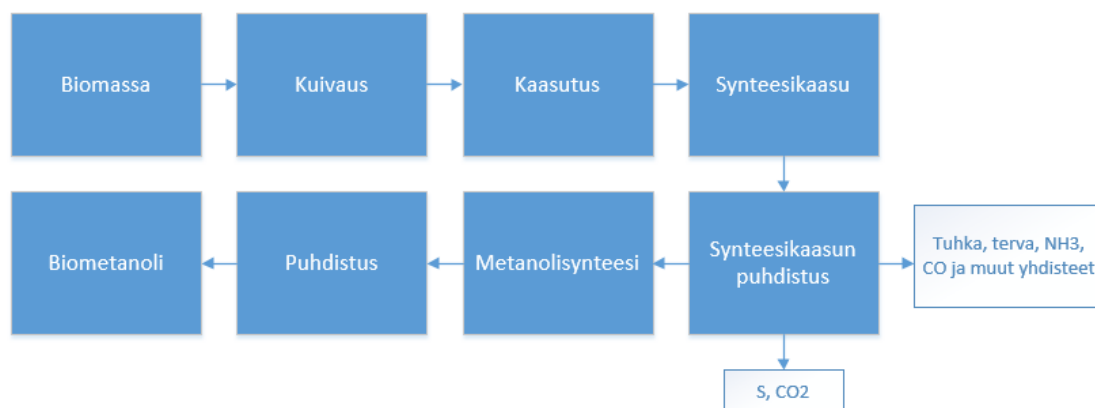 Biomassa
Kuivaus
Kaasutus
Synteesikaasu
Synteesikaasun
puhdistus
Tuhka, terva, NH3,
CO ja muut yhdisteet
S, CO2
Metanolisynteesi
Puhdistus
Biometanoli